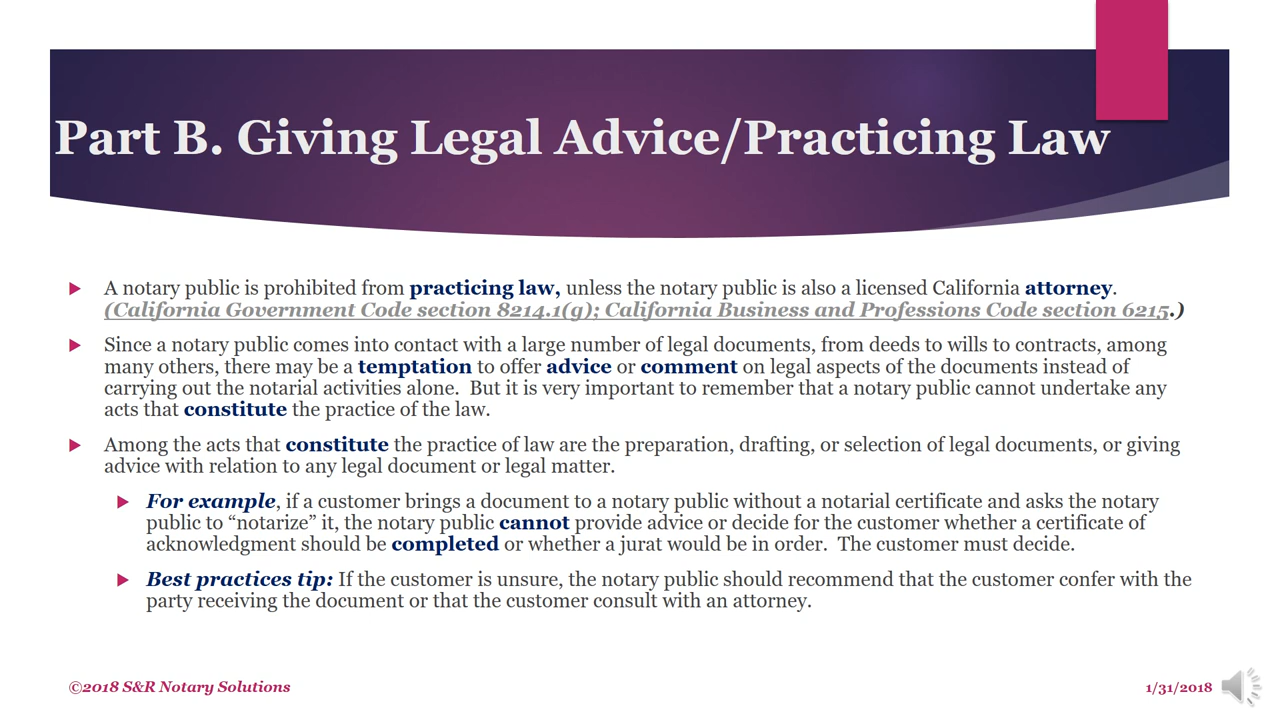 Part B. Giving Legal Advice/Practicing Law
A notary public is prohibited from practicing law, unless the notary public is also a licensed California attorney.
(California Government Code section 8214.1(g); California Business and Professions Code section 6215.)
Since a notary public comes into contact with a large number of legal documents, from deeds to wills to contracts, among
many others, there may be a temptation to offer advice or comment on legal aspects of the documents instead of
carrying out the notarial activities alone.  But it is very important to remember that a notary public cannot undertake any
acts that constitute the practice of the law.
Among the acts that constitute the practice of law are the preparation, drafting, or selection of legal documents, or giving
advice with relation to any legal document or legal matter.
For example, if a customer brings a document to a notary public without a notarial certificate and asks the notary
public to “notarize” it, the notary public cannot provide advice or decide for the customer whether a certificate of
acknowledgment should be completed or whether a jurat would be in order.  The customer must decide.
Best practices tip: If the customer is unsure, the notary public should recommend that the customer confer with the
party receiving the document or that the customer consult with an attorney.
©2018 S&R Notary Solutions
1/31/2018